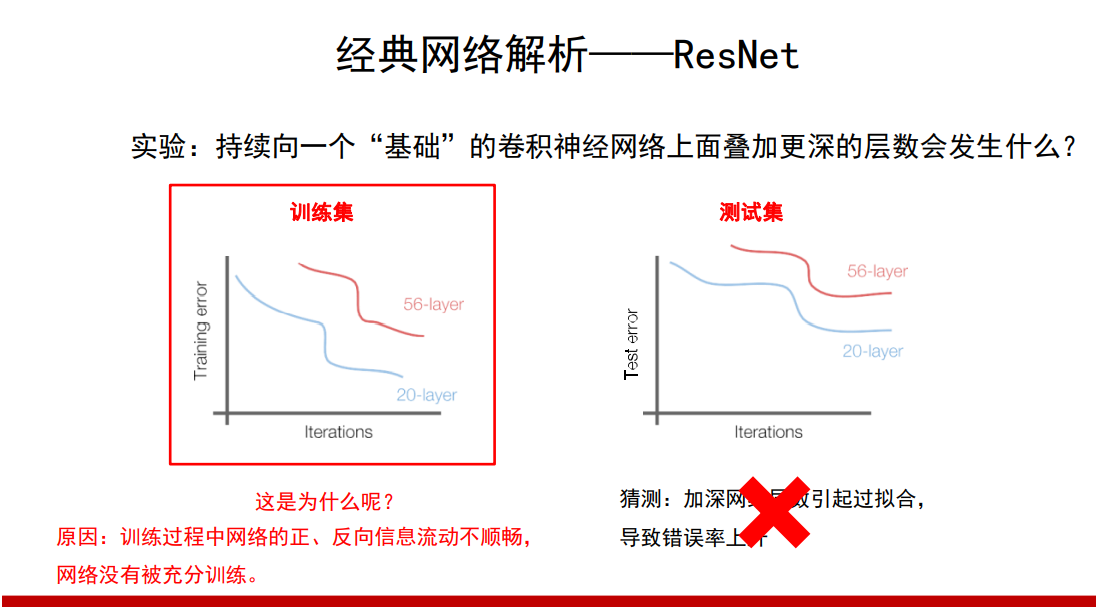 经典网络解析——ResNet
实验：持续向一个“基础”的卷积神经网络上面叠加更深的层数会发生什么？
训练集
Training error
56-layer
20-layer
Iterations
测试集
Test error
56-layer
20-layer
Iterations
这是为什么呢？
原因：训练过程中网络的正、反向信息流动不顺畅，
网络没有被充分训练。
猜测：加深网络层数引起过拟合，
导致错误率上升